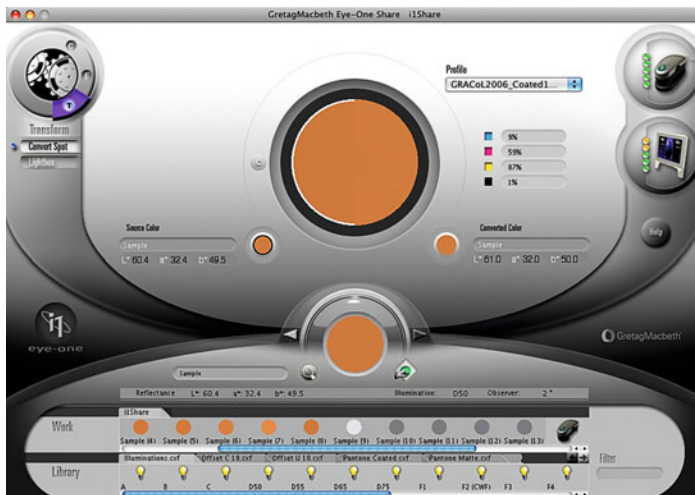 GretagMacbeth Eye-One Share i1Share
Profile
GRACoL2006_Coated1...
T
Transform
Convert Spot
Lightbox
9%
59%
87%
1%
Source Color
Sample
L* 60.4 a* 32.4 b* 49.5
Converted Color
Sample
L* 61.0 a* 32.0 b* 50.0
Help
i1
eye-one
GretagMacbeth
Sample
Reflectance L*: 60.4 a*: 32.4 b*: 49.5 Illumination: D50 Observer: 2°
i1Share
Work
Sample (4) Sample (5) Sample (6) Sample (7) Sample (8) Sample (9) Sample (10) Sample (11) Sample (12) Sample (13)
Illuminations.cxf Offset C 10.cxf Offset U 10.cxf Pantone Coated.cxf Pantone Matte.cxf
Library
Filter
A B C D50 D55 D65 D75 F1 F2 (CWF) F3 F4